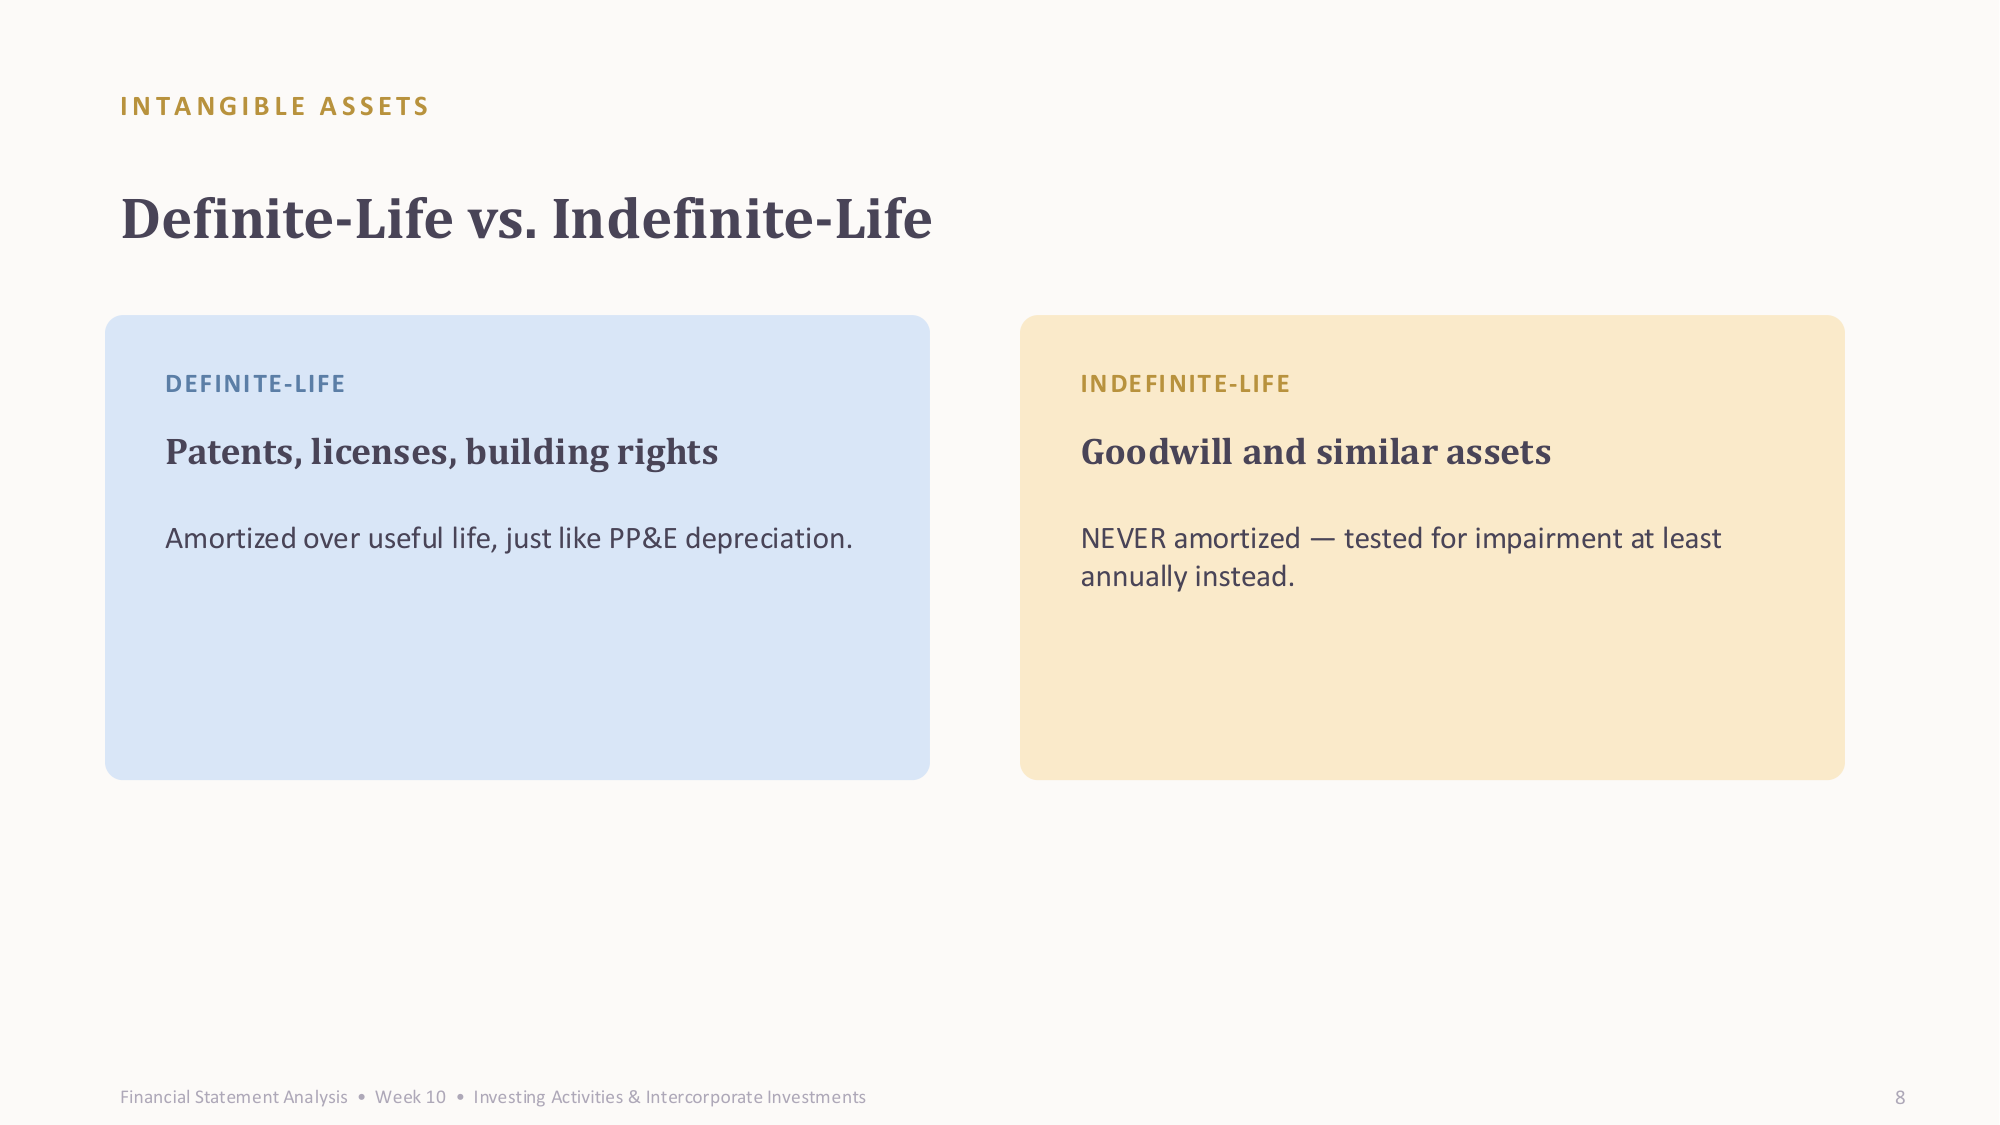 INTANGIBLE ASSETS
Definite-Life vs. Indefinite-Life
DEFINITE-LIFE
Patents, licenses, building rights
Amortized over useful life, just like PP&E depreciation.
INDEFINITE-LIFE
Goodwill and similar assets
NEVER amortized — tested for impairment at least
annually instead.
Financial Statement Analysis • Week 10 • Investing Activities & Intercorporate Investments
8